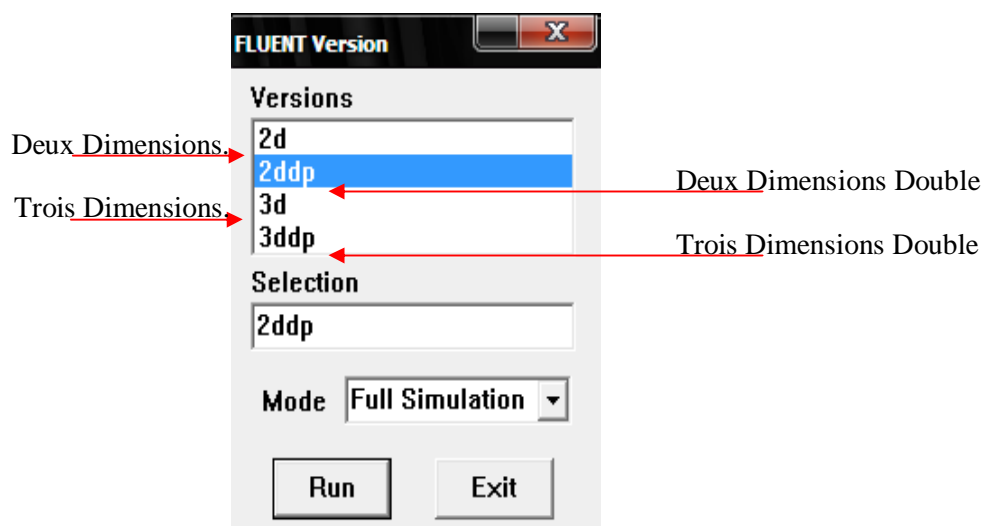 FLUENT Version
Versions
Deux Dimensions.
2d
2ddp
Deux Dimensions Double
Trois Dimensions.
3d
3ddp
Trois Dimensions Double
Selection
2ddp
Mode Full Simulation
Run Exit